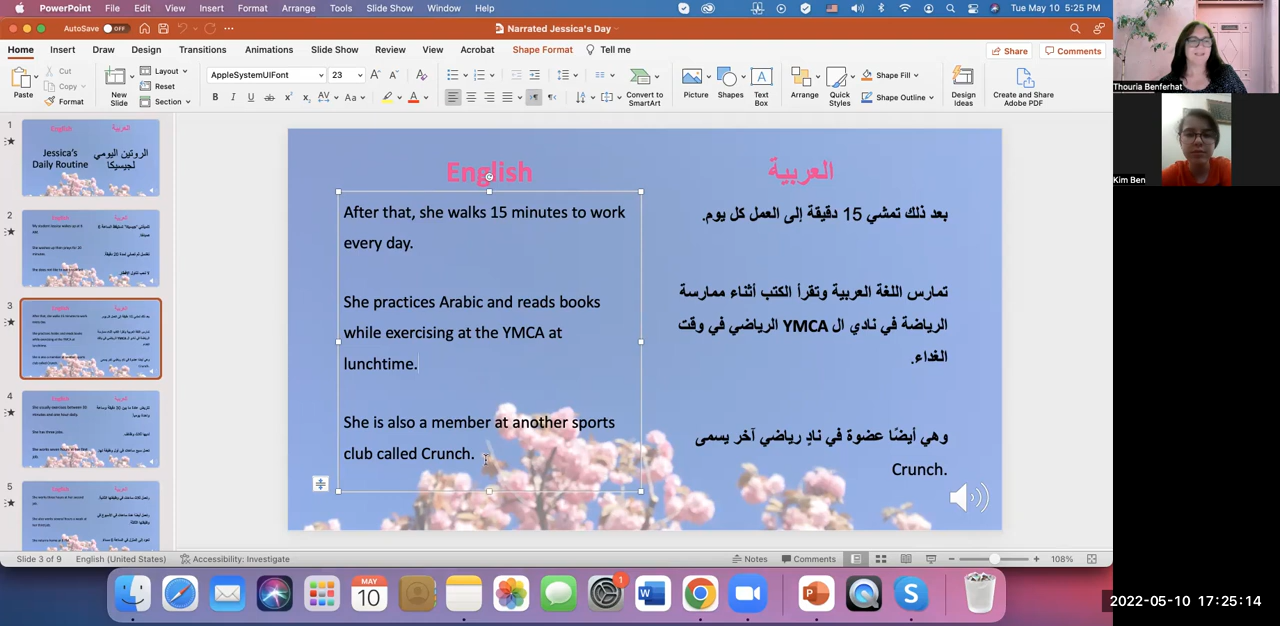 PowerPoint File Edit View Insert Format Arrange Tools Slide Show Window Help
Tue May 10 5:25 PM
AutoSave OFF
Narrated Jessica's Day
Home Insert Draw Design Transitions Animations Slide Show Review View Acrobat Shape Format Tell me
Share Comments
Paste
Cut
Copy
Format
New Slide
Layout
Reset
Section
AppleSystemUIFont 23
Convert to SmartArt
Picture
Shapes
Text Box
Arrange
Quick Styles
Shape Fill
Shape Outline
Design Ideas
Create and Share Adobe PDF
Thouria Benferhat
Kim Ben
1
English العربية
Jessica's
Daily Routine
الروتين اليومي
لجيسيكا
2
3
4
5
English
After that, she walks 15 minutes to work
every day.
She practices Arabic and reads books
while exercising at the YMCA at
lunchtime.
She is also a member at another sports
club called Crunch.
العربية
بعد ذلك تمشي 15 دقيقة إلى العمل كل يوم.
تمارس اللغة العربية وتقرأ الكتب أثناء ممارسة
الرياضة في نادي ال YMCA الرياضي في وقت
الغداء.
وهي أيضًا عضوة في نادٍ رياضي آخر يسمى
Crunch.
Slide 3 of 9 English (United States) Accessibility: Investigate
Notes Comments 108%
MAY
10
1
2022-05-10 17:25:14